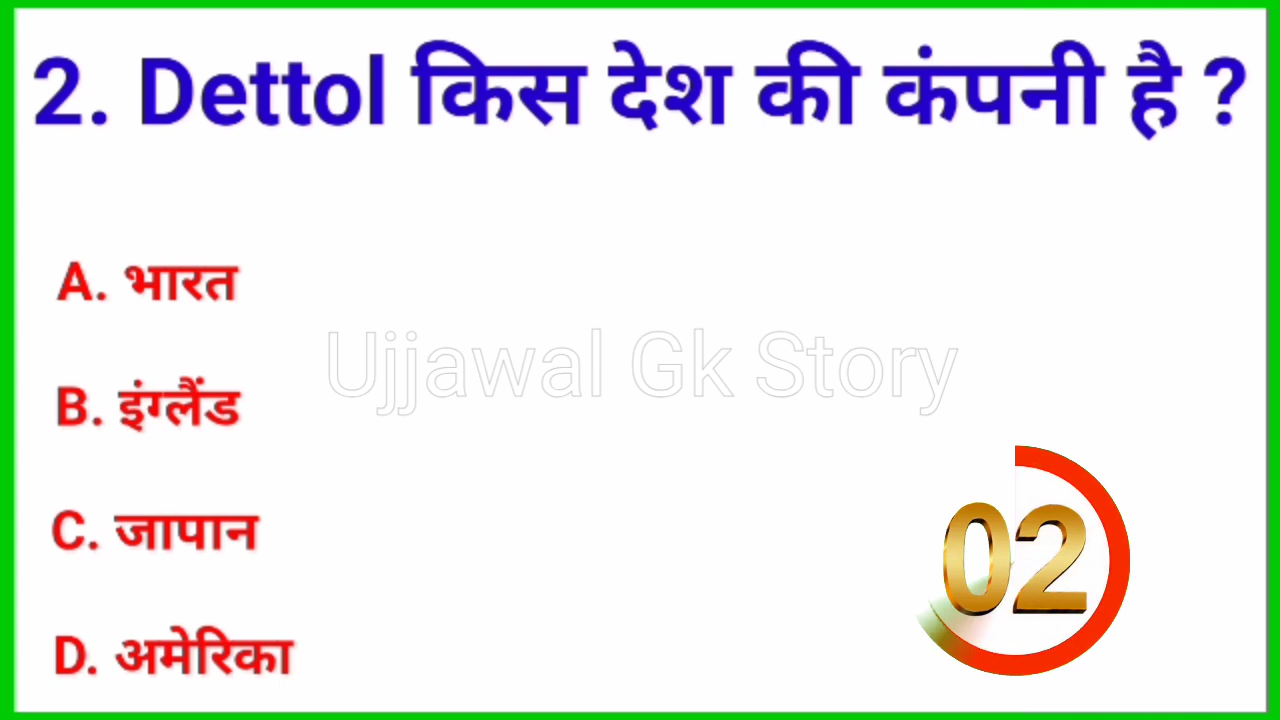 2. Dettol किस देश की कंपनी है ?
A. भारत
Ujjawal Gk Story
B. इंग्लैंड
02
C. जापान
D. अमेरिका